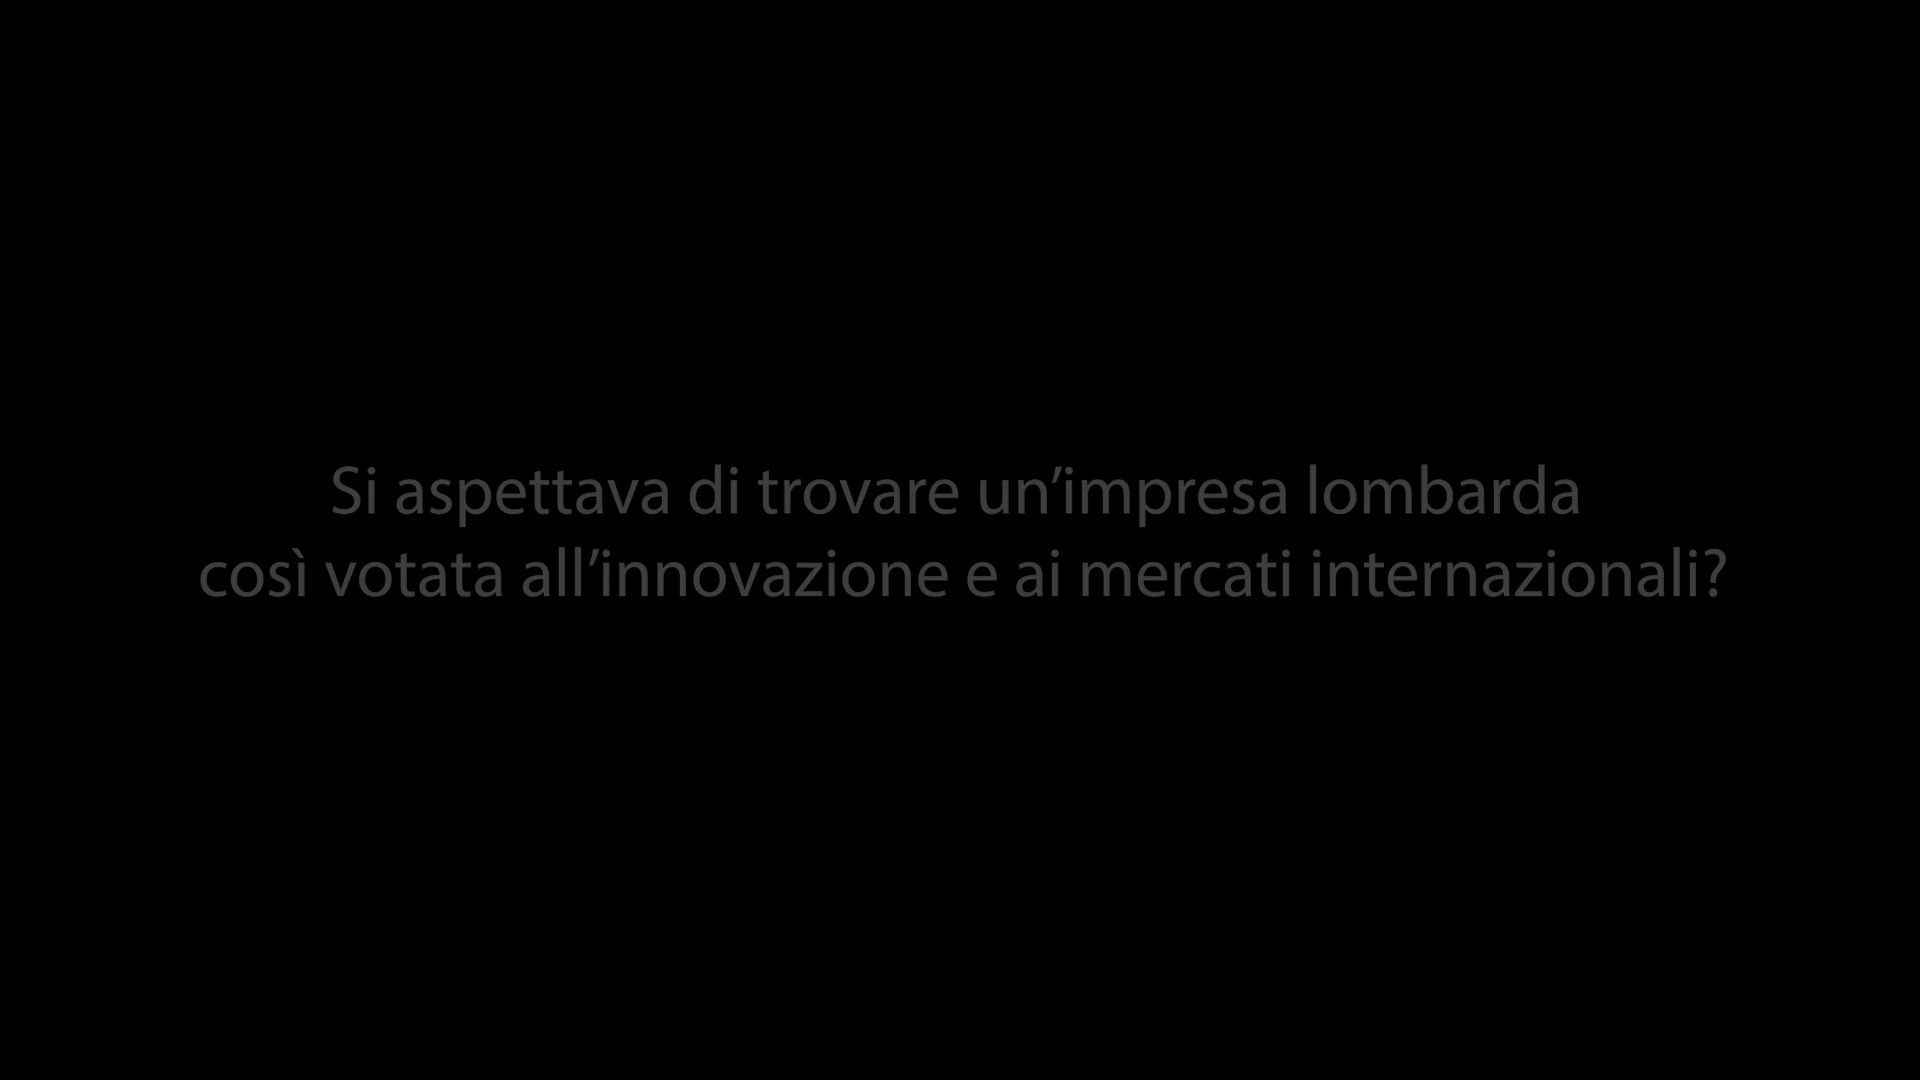 Si aspettava di trovare un’impresa lombarda
così votata all’innovazione e ai mercati internazionali?